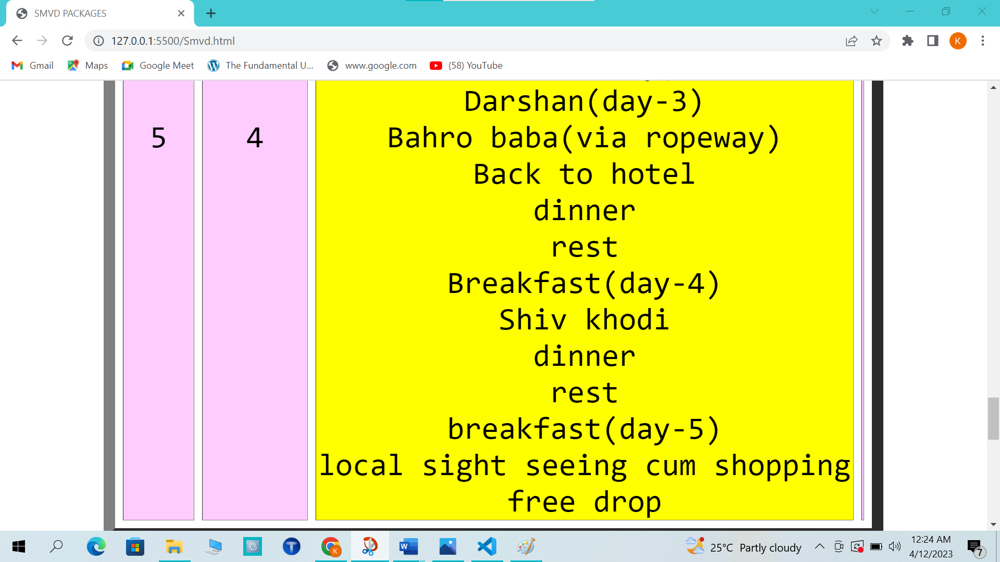 SMVD PACKAGES
127.0.0.1:5500/Smvd.html
K
Gmail
Maps
Google Meet
The Fundamental U...
www.google.com
(58) YouTube
Darshan(day-3)
5
4
Bahro baba(via ropeway)
Back to hotel
dinner
rest
Breakfast(day-4)
Shiv khodi
dinner
rest
breakfast(day-5)
local sight seeing cum shopping
free drop
25°C Partly cloudy
12:24 AM
4/12/2023
7